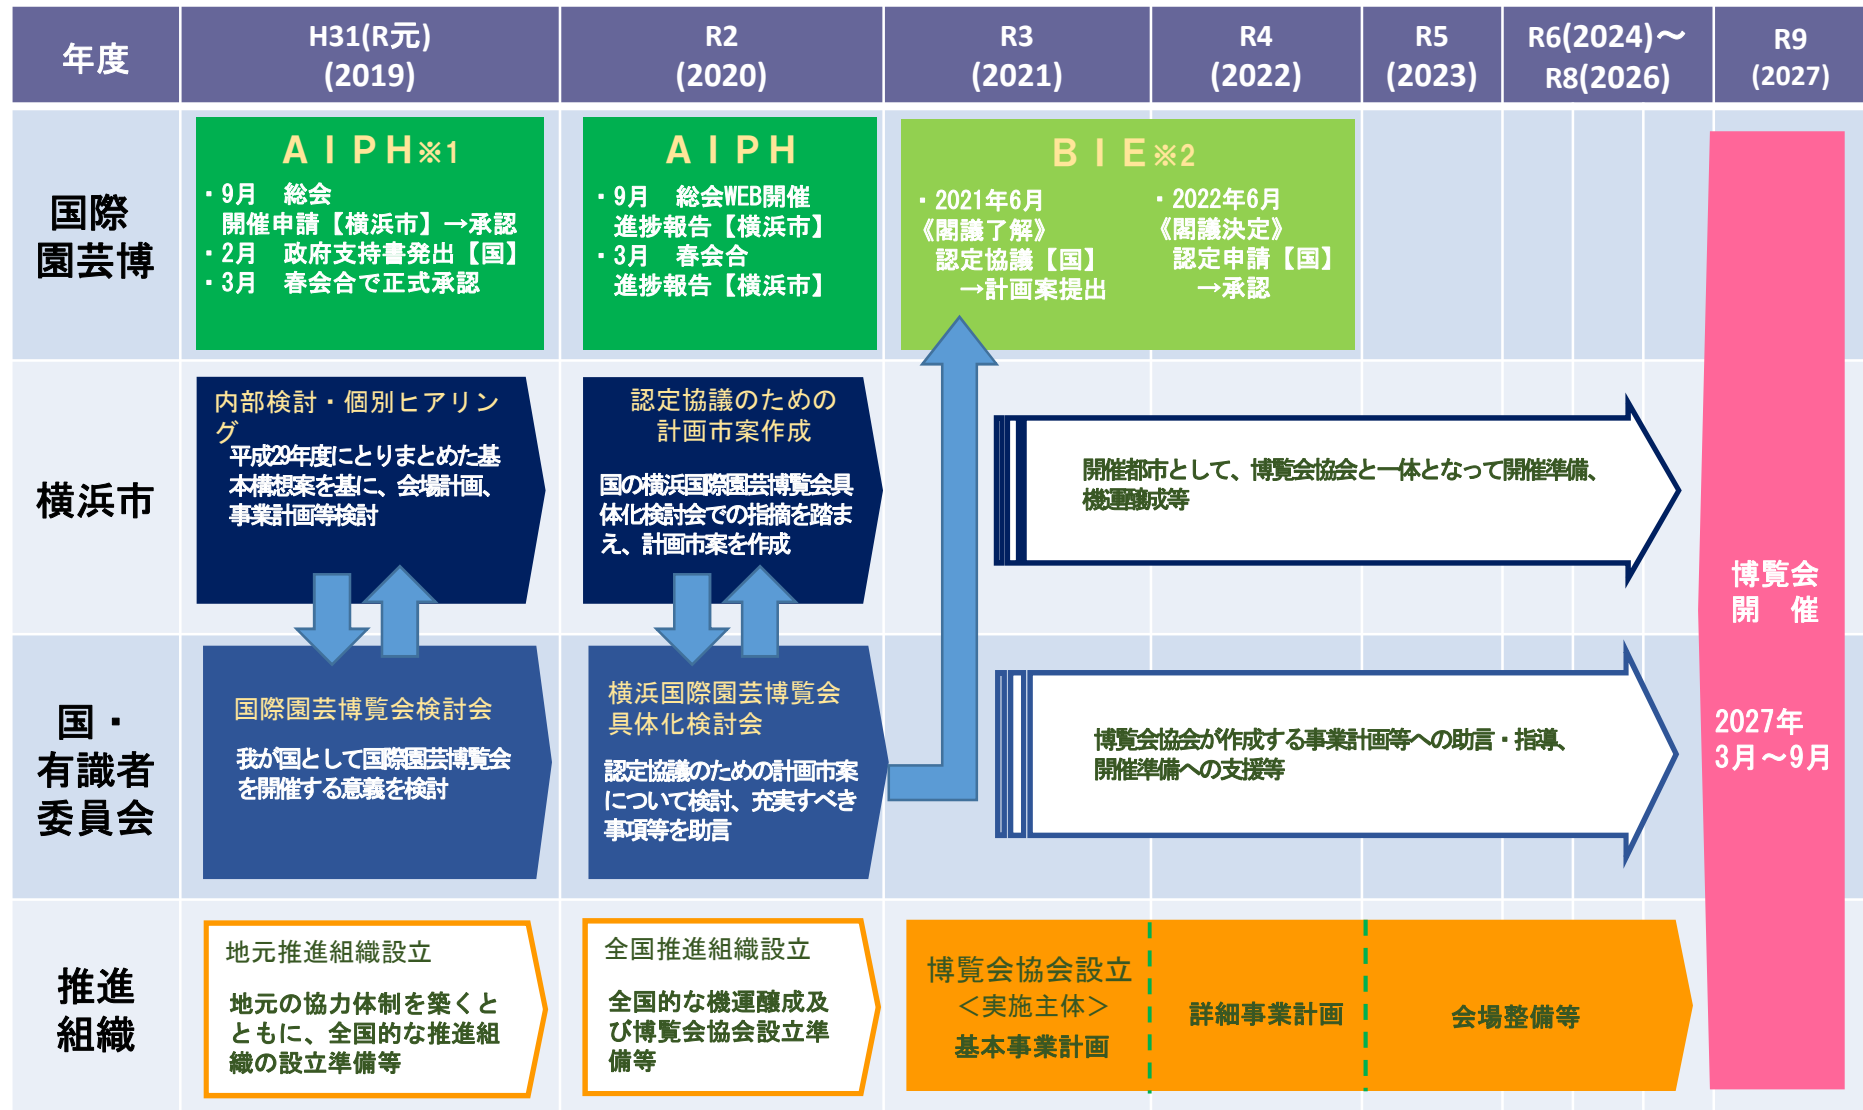 年度
H31(R元)
(2019)
R2
(2020)
R3
(2021)
R4
(2022)
R5
(2023)
R6(2024)～
R8(2026)
R9
(2027)
国際
園芸博
ＡＩＰＨ※1
・9月　総会
開催申請【横浜市】→承認
・2月　政府支持書発出【国】
・3月　春会合で正式承認
ＡＩＰＨ
・9月　総会WEB開催
進捗報告【横浜市】
・3月　春会合
進捗報告【横浜市】
ＢＩＥ※2
・2021年6月
《閣議了解》
認定協議【国】
→計画案提出
・2022年6月
《閣議決定》
認定申請【国】
→承認
横浜市
内部検討・個別ヒアリン
グ
平成29年度にとりまとめた基
本構想案を基に、会場計画、
事業計画等検討
認定協議のための
計画市案作成
国の横浜国際園芸博覧会具
体化検討会での指摘を踏ま
え、計画市案を作成
開催都市として、博覧会協会と一体となって開催準備、
機運醸成等
国・
有識者
委員会
国際園芸博覧会検討会
我が国として国際園芸博覧会
を開催する意義を検討
横浜国際園芸博覧会
具体化検討会
認定協議のための計画市案
について検討、充実すべき
事項等を助言
博覧会協会が作成する事業計画等への助言・指導、
開催準備への支援等
推進
組織
地元推進組織設立
地元の協力体制を築くと
ともに、全国的な推進組
織の設立準備等
全国推進組織設立
全国的な機運醸成及
び博覧会協会設立準
備等
博覧会協会設立
＜実施主体＞
基本事業計画
詳細事業計画
会場整備等
博覧会
開　催
2027年
3月～9月